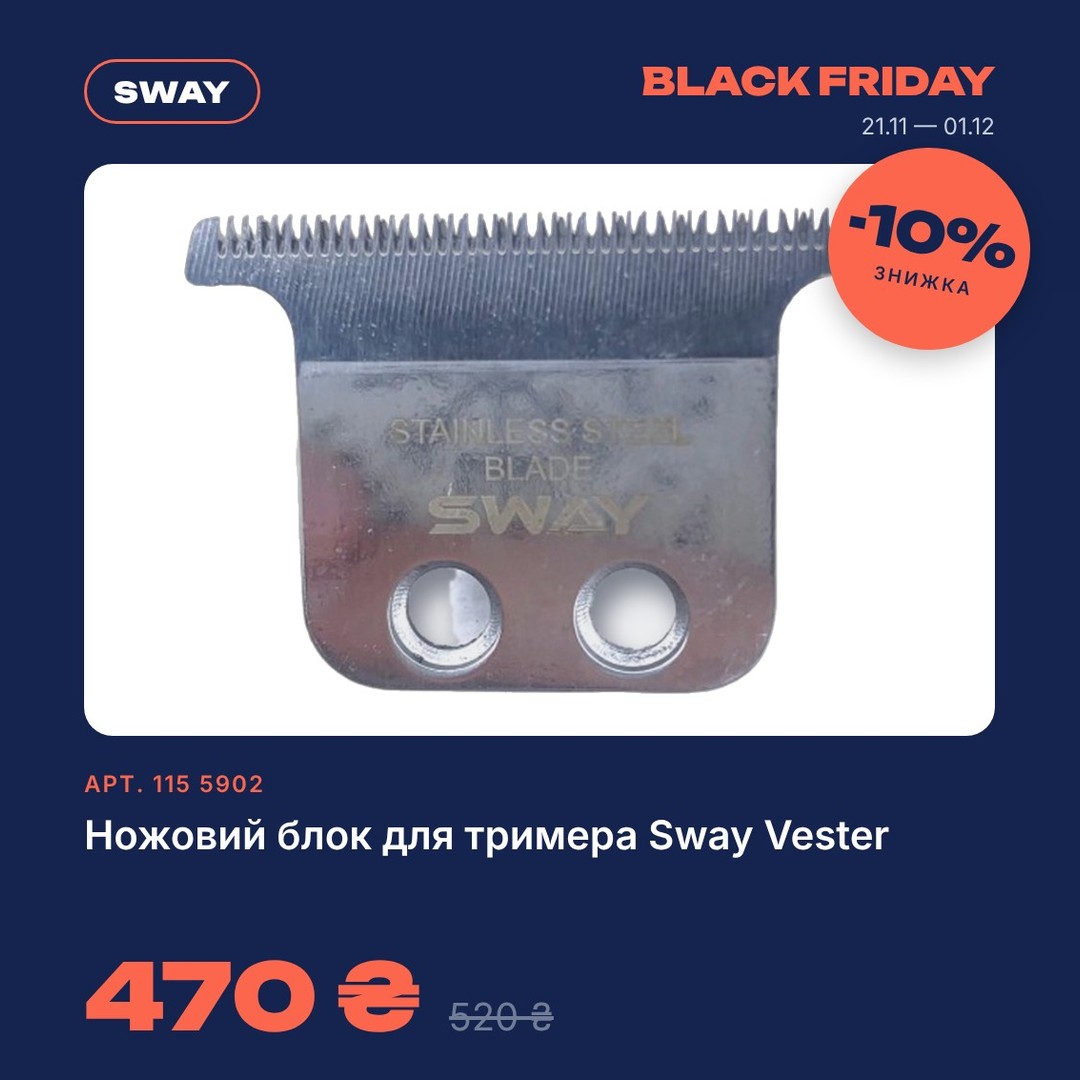 SWAY
BLACK FRIDAY
21.11 — 01.12
-10%
ЗНИЖКА
STAINLESS STEEL
BLADE
SWAY
АРТ. 115 5902
Ножовий блок для тримера Sway Vester
470 ₴ 520 ₴